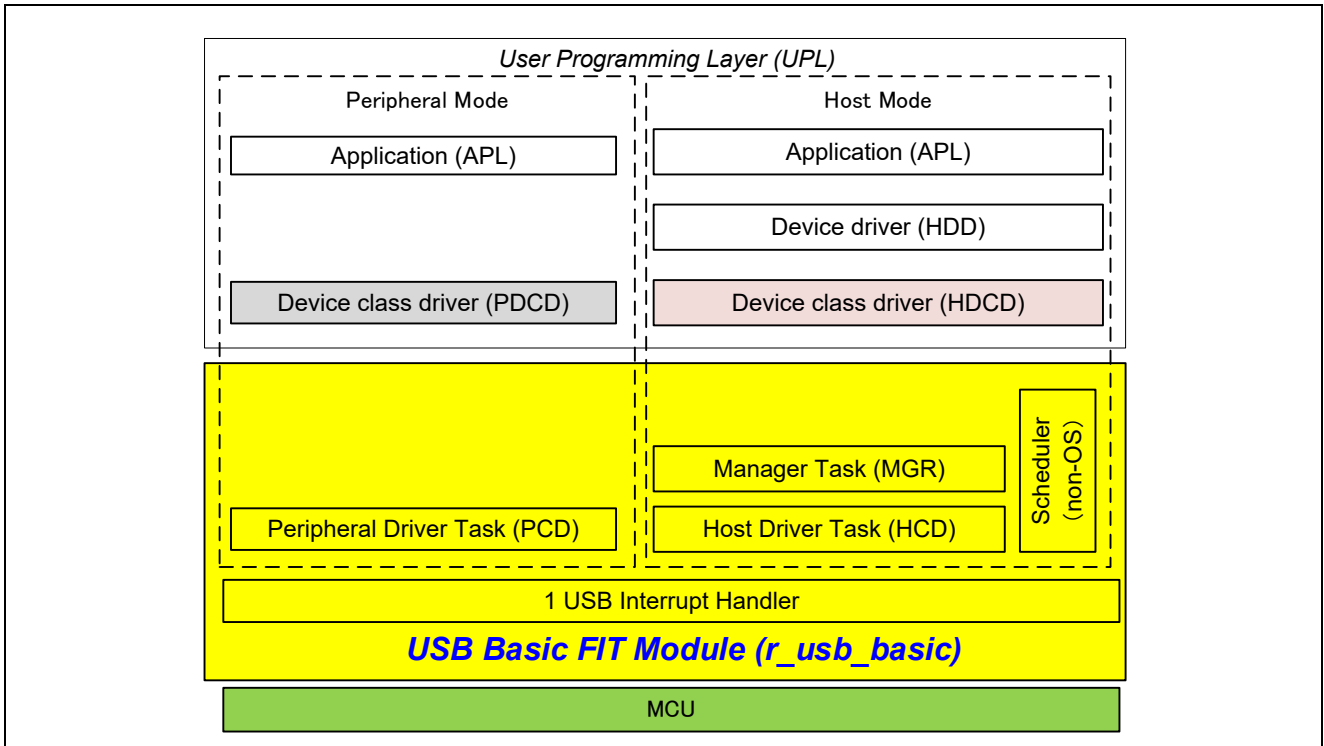 User Programming Layer (UPL)
Peripheral Mode
Host Mode
Application (APL)
Application (APL)
Device driver (HDD)
Device class driver (PDCD)
Device class driver (HDCD)
Scheduler
(non-OS)
Manager Task (MGR)
Peripheral Driver Task (PCD)
Host Driver Task (HCD)
1 USB Interrupt Handler
USB Basic FIT Module (r_usb_basic)
MCU